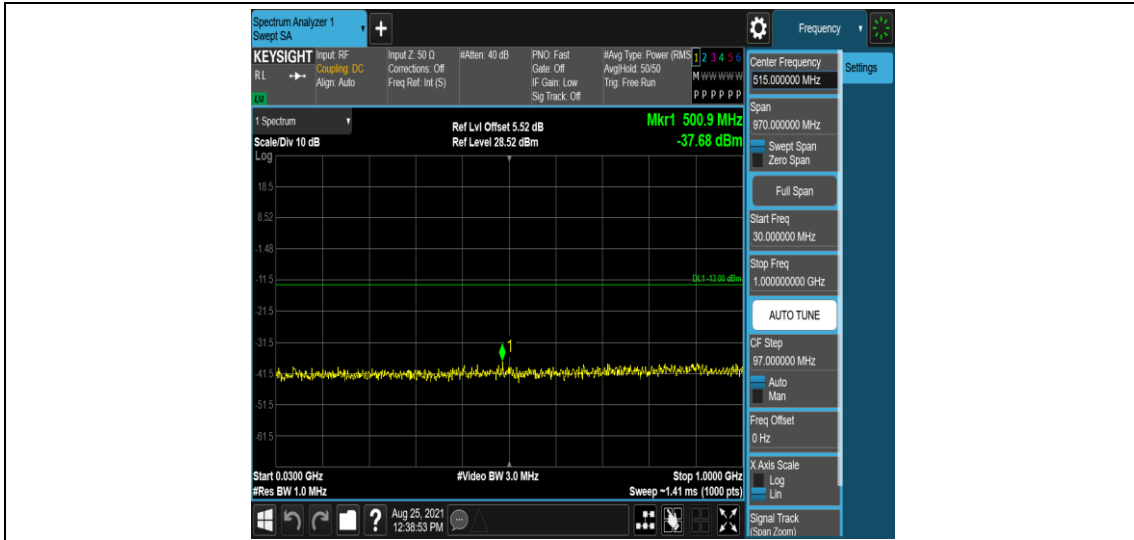 Spectrum Analyzer 1
Swept SA
Frequency
KEYSIGHT
RL
Input: RF
Coupling: DC
Align: Auto
Input Z: 50 Ω
Corrections: Off
Freq Ref: Int (S)
#Atten: 40 dB
PNO: Fast
Gate: Off
IF Gain: Low
Sig Track: Off
#Avg Type: Power (RMS
Avg|Hold: 50/50
Trig: Free Run
1 2 3 4 5 6
M W W W W W
P P P P P P
1 Spectrum
Scale/Div 10 dB
Log
Ref Lvl Offset 5.52 dB
Ref Level 28.52 dBm
Mkr1 500.9 MHz
-37.68 dBm
18.5
8.52
-1.48
-11.5
-21.5
-31.5
-41.5
-51.5
-61.5
DL1 -13.00 dBm
1
Start 0.0300 GHz
#Res BW 1.0 MHz
#Video BW 3.0 MHz
Stop 1.0000 GHz
Sweep ~1.41 ms (1000 pts)
Aug 25, 2021
12:38:53 PM
Settings
Center Frequency
515.000000 MHz
Span
970.000000 MHz
Swept Span
Zero Span
Full Span
Start Freq
30.000000 MHz
Stop Freq
1.000000000 GHz
AUTO TUNE
CF Step
97.000000 MHz
Auto
Man
Freq Offset
0 Hz
X Axis Scale
Log
Lin
Signal Track
(Span Zoom)